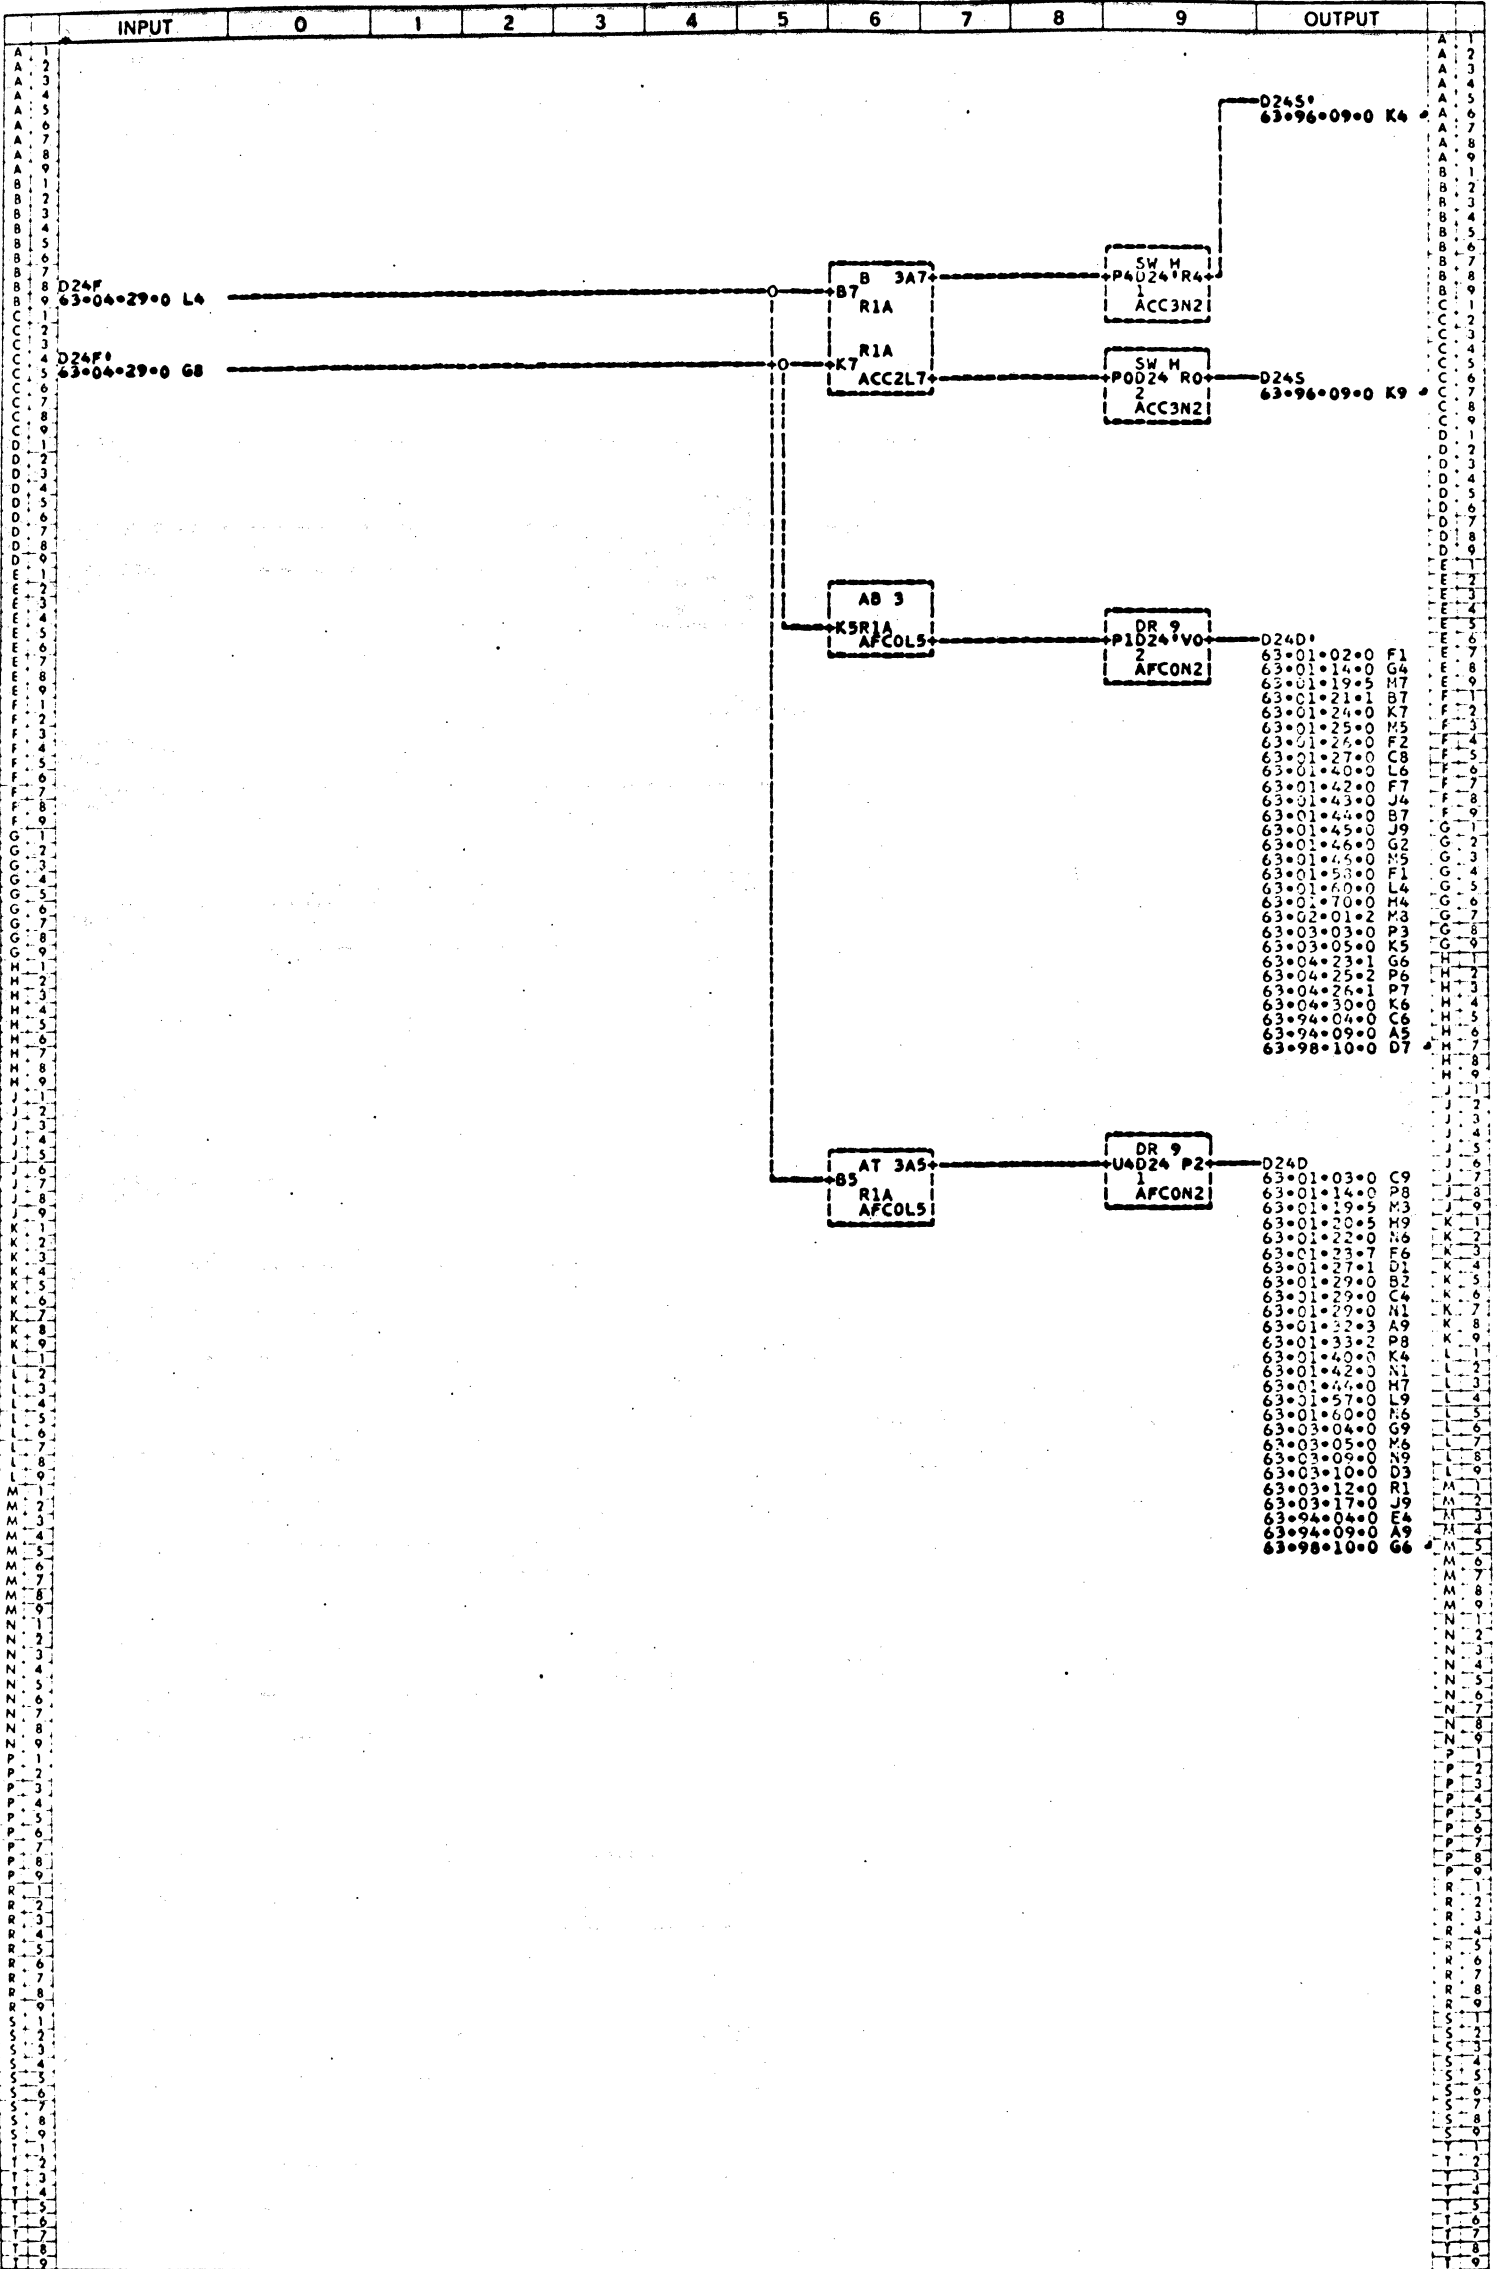 INPUT 0 1 2 3 4 5 6 7 8 9 OUTPUT
D24S'
63•96•09•0 K4
D24F
63•04•29•0 L4
B 3A7
B7
R1A
SW H
P4D24'R4
1
ACC3N2
D24F'
63•04•29•0 G8
R1A
K7
ACC2L7
SW H
P0D24 R0
2
ACC3N2
D24S
63•96•09•0 K9
AB 3
K5R1A
AFC0L5
DR 9
P1D24'V0
2
AFC0N2
D24D'
63•01•02•0 F1
63•01•14•0 G4
63•01•19•5 M7
63•01•21•1 B7
63•01•24•0 K7
63•01•25•0 M5
63•01•26•0 F2
63•01•27•0 C8
63•01•40•0 L6
63•01•42•0 F7
63•01•43•0 J4
63•01•44•0 B7
63•01•45•0 J9
63•01•46•0 G2
M5
F1
63•01•60•0 L4
63•01•70•0 H4
63•02•01•2 M3
63•03•03•0 P3
63•03•05•0 K5
63•04•23•1 G6
63•04•25•2 P6
63•04•26•1 P7
63•04•30•0 K6
63•94•04•0 C6
63•94•09•0 A5
63•98•10•0 D7
AT 3A5
B5
R1A
AFC0L5
DR 9
U4D24 P2
1
AFC0N2
D24D
63•01•03•0 C9
63•01•14•0 P8
63•01•19•5 M3
63•01•20•5 H9
63•01•22•0 N6
63•01•23•7 F6
63•01•27•1 D1
63•01•29•0 B2
63•01•29•0 C4
63•01•29•0 N1
63•01•32•3 A9
63•01•33•2 P8
63•01•40•0 K4
63•01•42•0 N1
63•01•44•0 H7
63•01•57•0 L9
63•01•60•0
63•03•04•0 G9
63•03•05•0 M6
63•03•09•0 N9
63•03•10•0 D3
63•03•12•0 R1
63•03•17•0 J9
63•94•04•0 E4
63•94•09•0 A9
63•98•10•0 G6